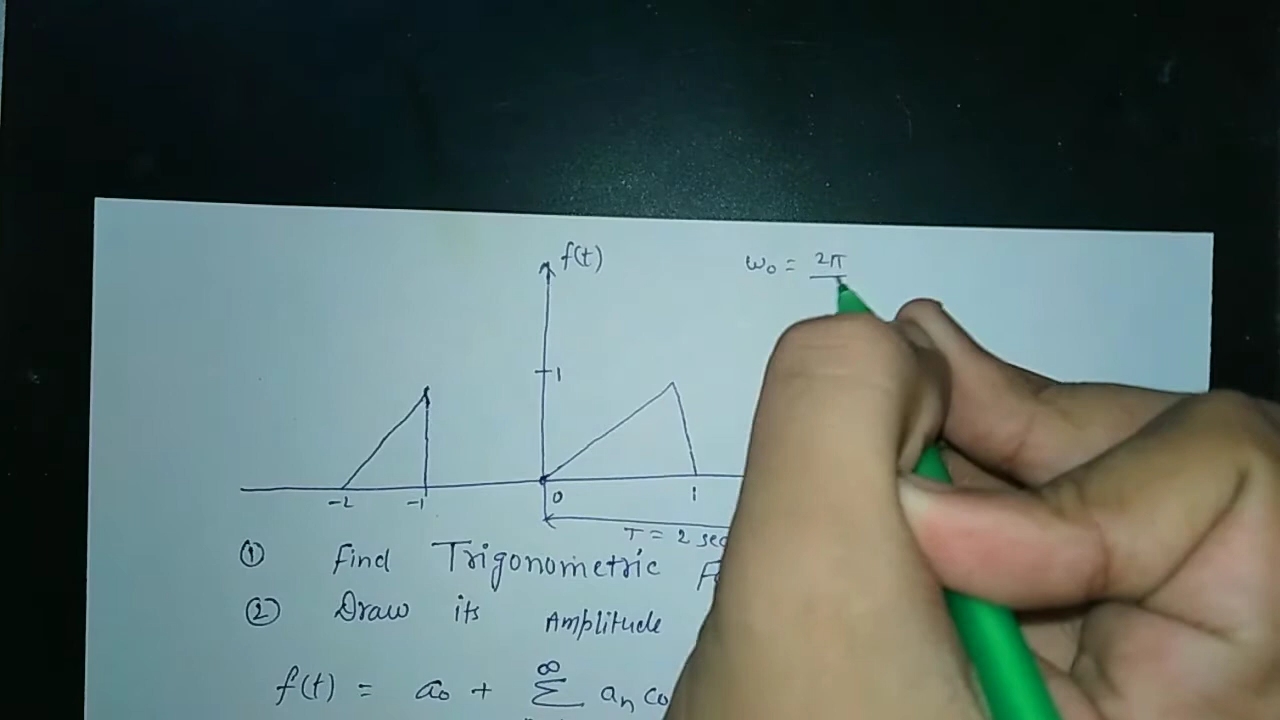 f(t)
ω₀ = 2π
1
-2 -1 0 1
T = 2 sec
① Find Trigonometric
② Draw its Amplitude
f(t) = a₀ + ∞ Σ aₙ co